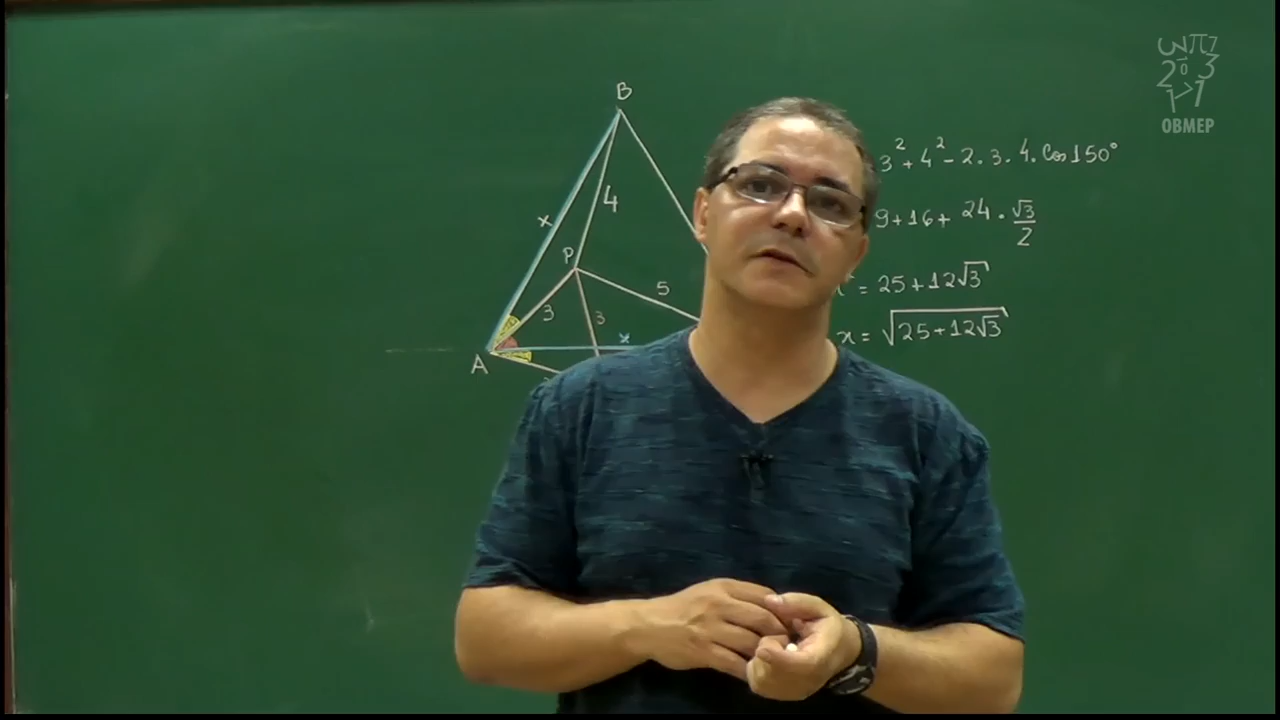 B
x
4
P
5
3
3
x
A
3² + 4² - 2 . 3 . 4 . cos 150°
9 + 16 + 24 . √3/2
= 25 + 12√3
x = √(25 + 12√3)
OBMEP